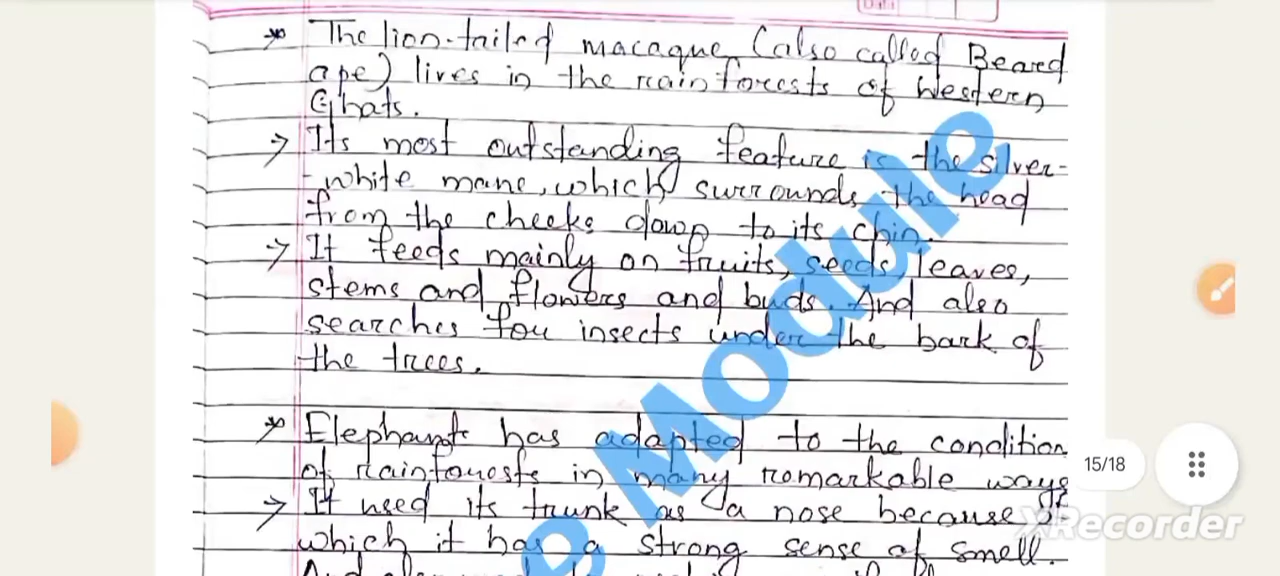 The lion-tailed macaque (also called Beard
ape) lives in the rainforests of Western
Ghats.
→ Its most outstanding feature is the silver-
-white mane, which surrounds the head
from the cheeks down to its chin.
→ It feeds mainly on fruits, seeds, leaves,
stems and flowers and buds. And also
searches for insects under the bark of
the trees.
Elephant has adapted to the condition
of rainforests in many remarkable ways
→ It used its trunk as a nose because of
which it has a strong sense of smell.
Module
15/18
XRecorder